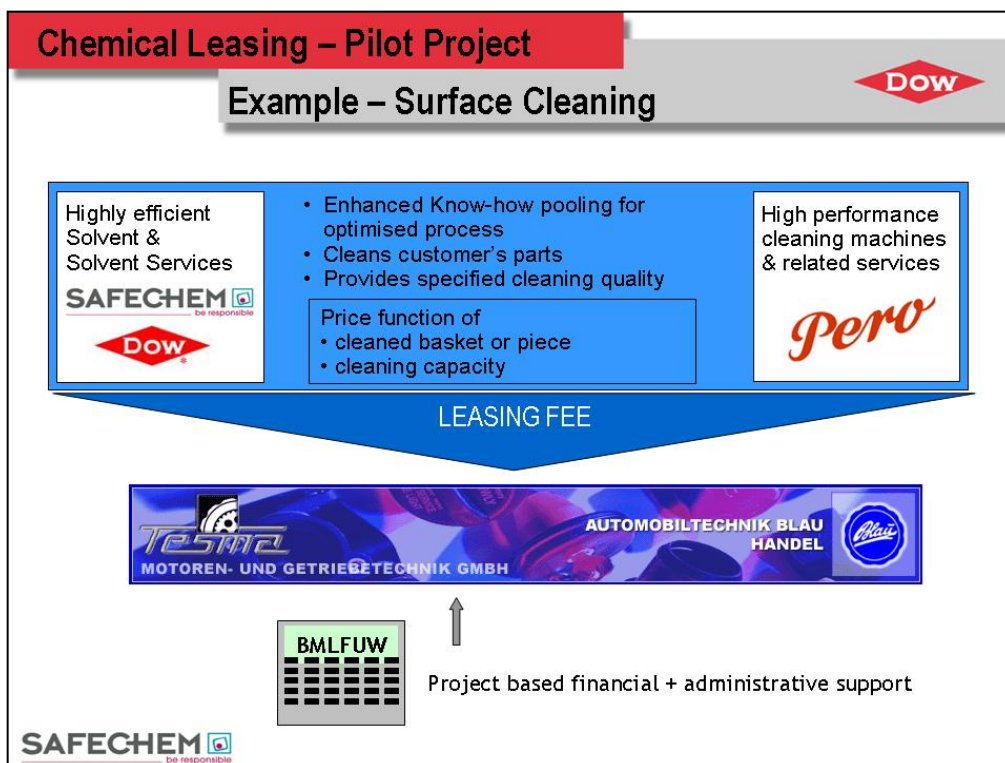 Chemical Leasing – Pilot Project
Example – Surface Cleaning
DOW
Highly efficient
Solvent &
Solvent Services
SAFECHEM
be responsible
DOW
®
• Enhanced Know-how pooling for
optimised process
• Cleans customer's parts
• Provides specified cleaning quality
Price function of
• cleaned basket or piece
• cleaning capacity
High performance
cleaning machines
& related services
Pero
LEASING FEE
Tesma
MOTOREN- UND GETRIEBETECHNIK GMBH
AUTOMOBILTECHNIK BLAU
HANDEL
Blau
BMLFUW
Project based financial + administrative support
SAFECHEM
be responsible